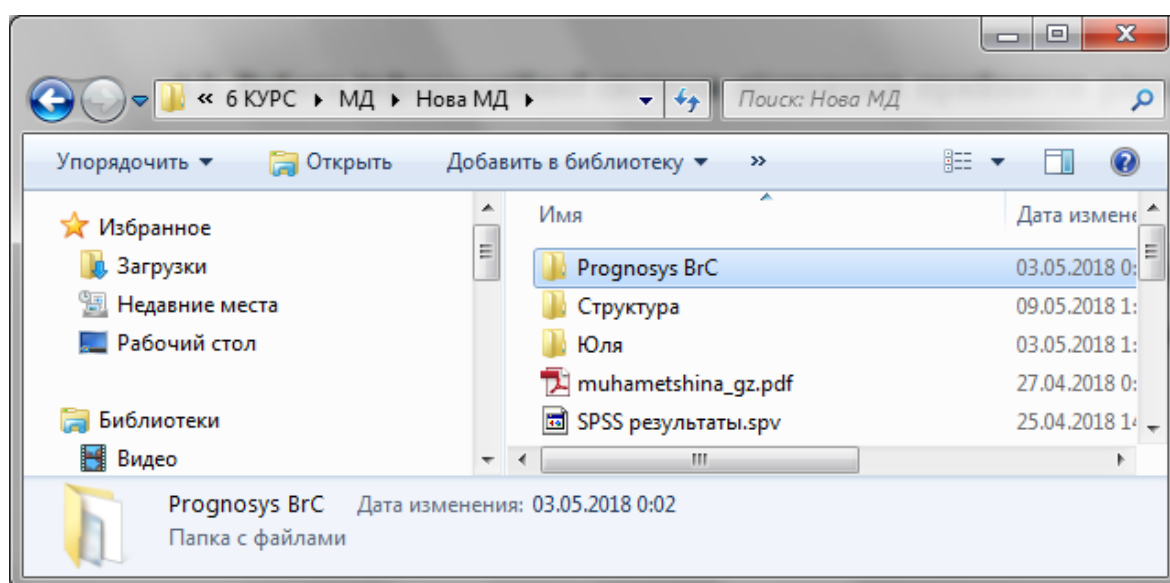 « 6 КУРС ▸ МД ▸ Нова МД ▸ Поиск: Нова МД
Упорядочить Открыть Добавить в библиотеку »
Избранное
Загрузки
Недавние места
Рабочий стол
Библиотеки
Видео
Имя Дата измене
Prognosys BrC 03.05.2018 0:
Структура 09.05.2018 1:
Юля 03.05.2018 1:
muhametshina_gz.pdf 27.04.2018 0:
SPSS результаты.spv 25.04.2018 14
Prognosys BrC Дата изменения: 03.05.2018 0:02
Папка с файлами